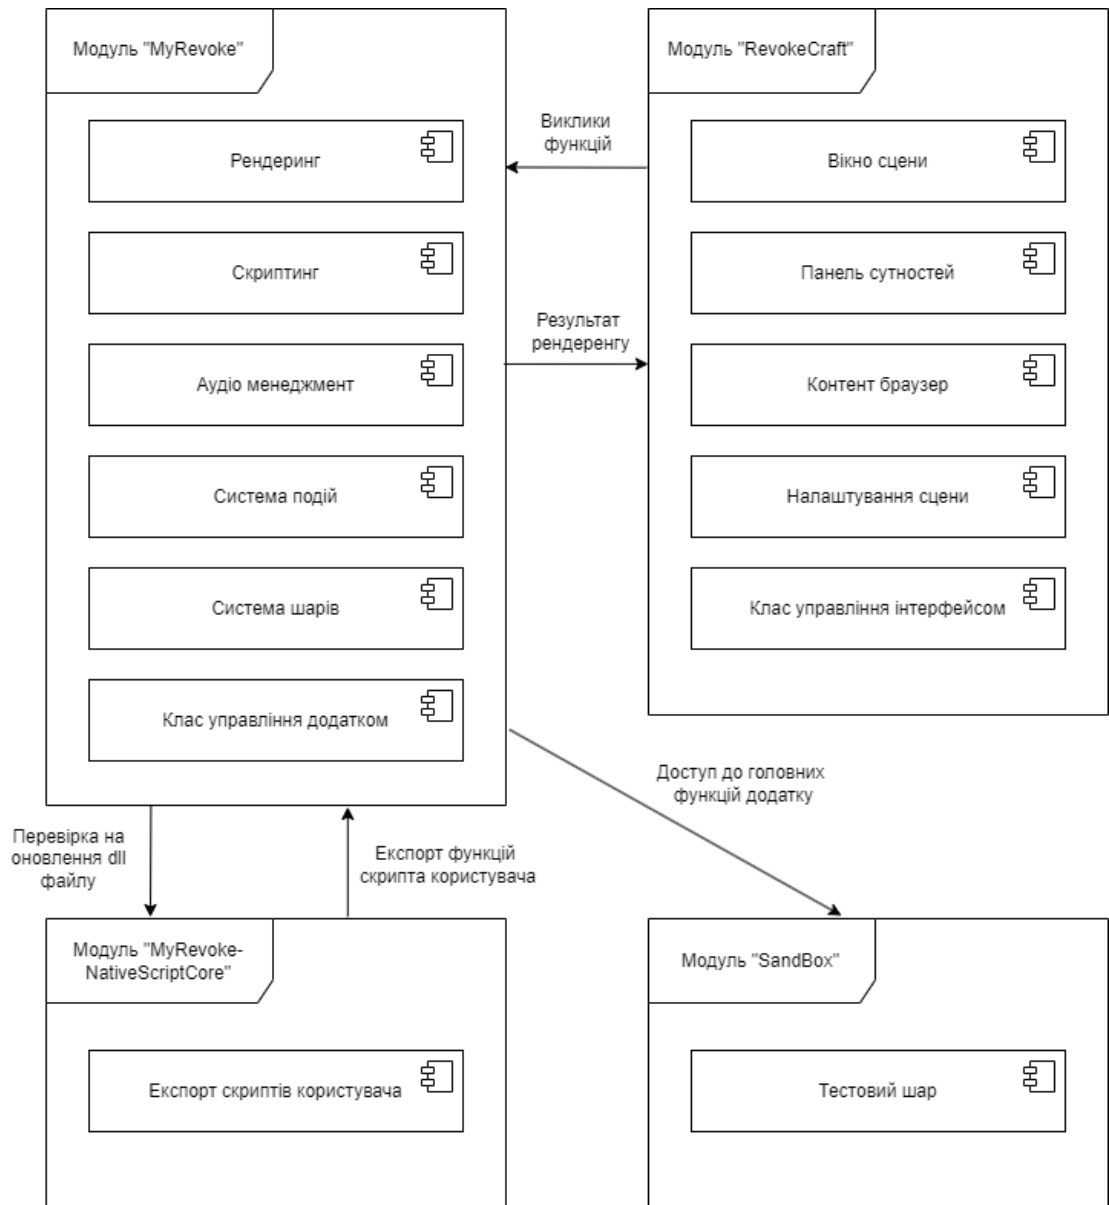 Модуль "MyRevoke"
Рендеринг
Скриптинг
Аудіо менеджмент
Система подій
Система шарів
Клас управління додатком
Виклики
функцій
Результат
рендеренгу
Модуль "RevokeCraft"
Вікно сцени
Панель сутностей
Контент браузер
Налаштування сцени
Клас управління інтерфейсом
Перевірка на
оновлення dll
файлу
Експорт функцій
скрипта користувача
Доступ до головних
функцій додатку
Модуль "MyRevoke-
NativeScriptCore"
Експорт скриптів користувача
Модуль "SandBox"
Тестовий шар